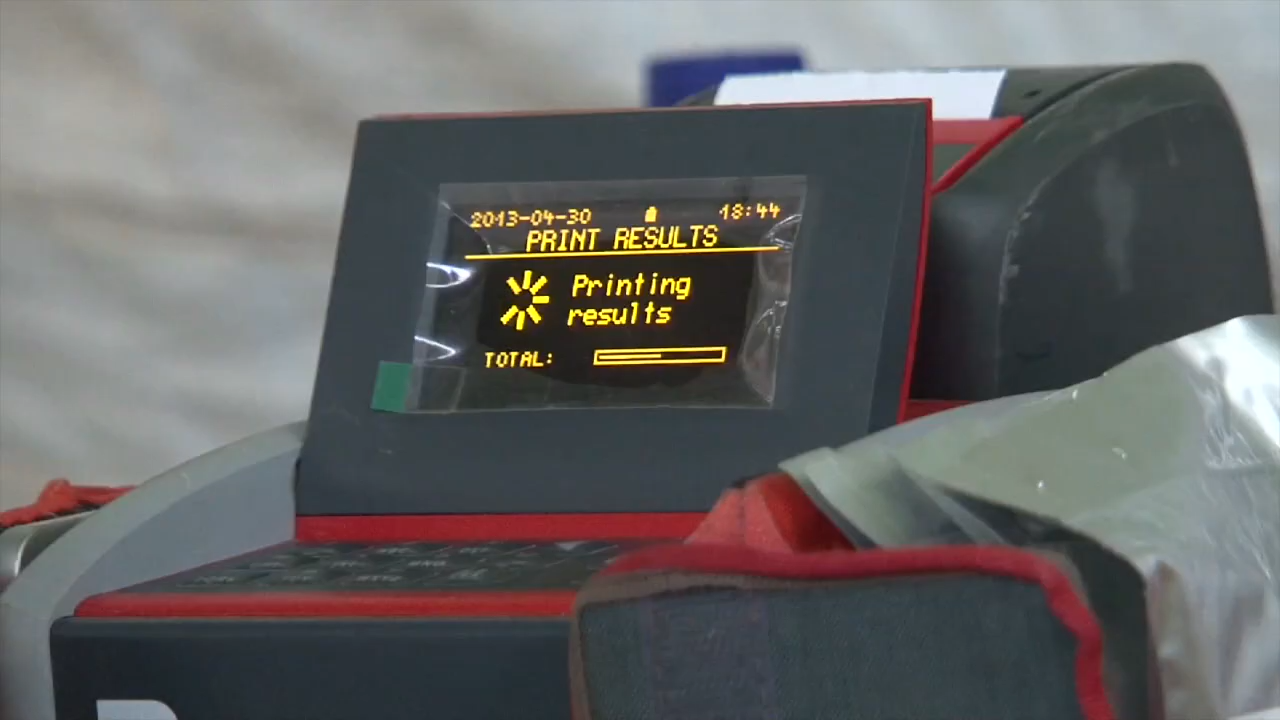 2013-04-30 18:44
PRINT RESULTS
Printing
results
TOTAL: